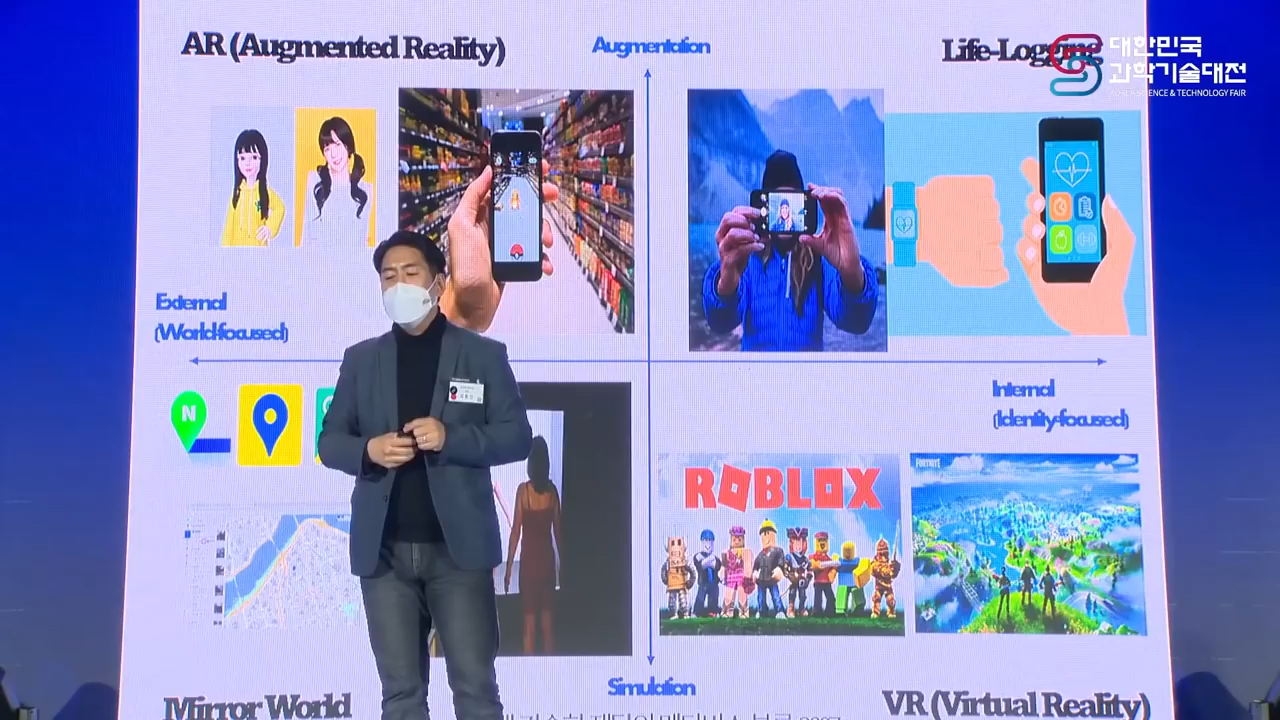 AR (Augmented Reality)
Augmentation
Life-Logging
대한민국
과학기술대전
KOREA SCIENCE & TECHNOLOGY FAIR
External
(World-focused)
Internal
(Identity-focused)
N
ROBLOX
FORTNITE
Simulation
Mirror World
VR (Virtual Reality)